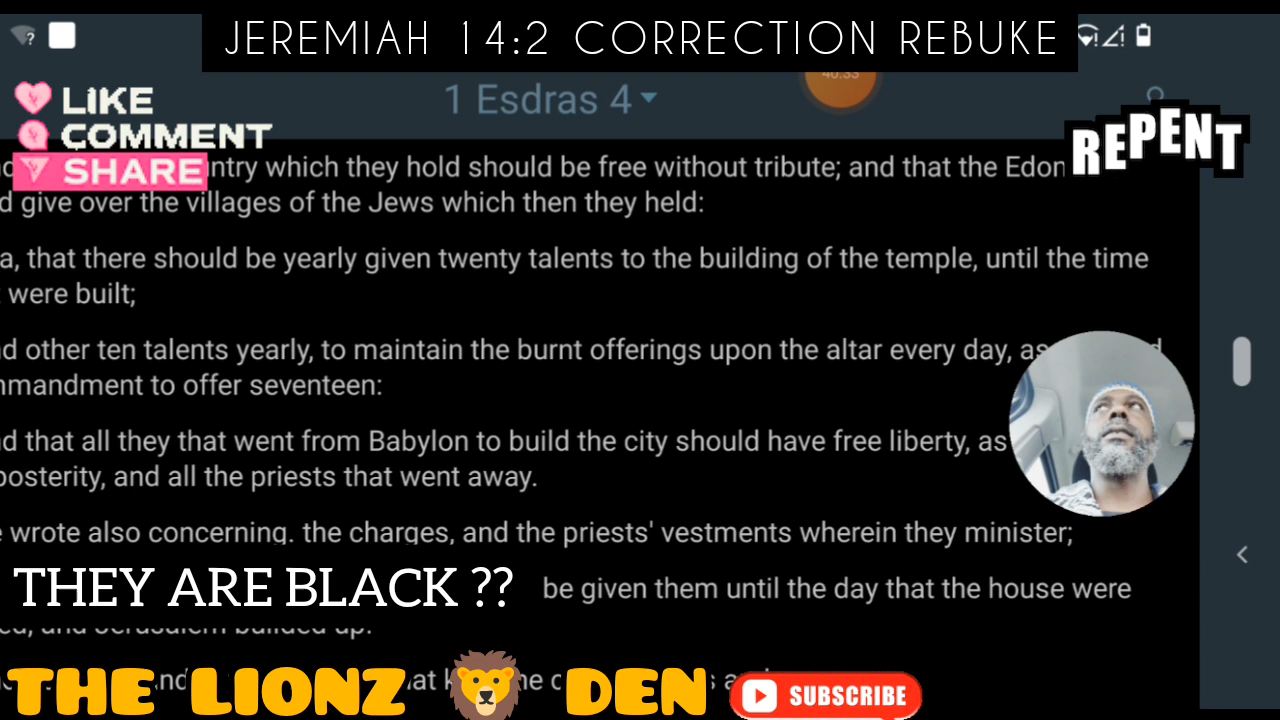 JEREMIAH 14:2 CORRECTION REBUKE
1 Esdras 4
LIKE
COMMENT
SHARE
REPENT
which they hold should be free without tribute; and that the
give over the villages of the Jews which then they held:
that there should be yearly given twenty talents to the building of the temple, until the time
were built;
other ten talents yearly, to maintain the burnt offerings upon the altar every day, as
to offer seventeen:
that all they that went from Babylon to build the city should have free liberty, as
posterity, and all the priests that went away.
wrote also concerning. the charges, and the priests' vestments wherein they minister;
THEY ARE BLACK ??
be given them until the day that the house were
THE LIONZ 🦁 DEN
SUBSCRIBE